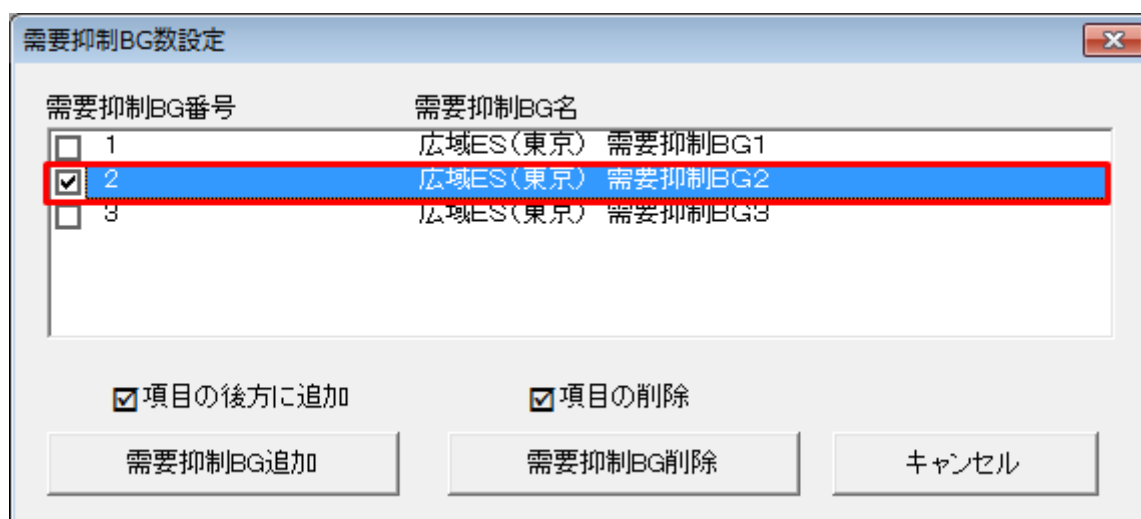 需要抑制BG数設定
需要抑制BG番号 需要抑制BG名
1 広域ES(東京) 需要抑制BG1
2 広域ES(東京) 需要抑制BG2
3 広域ES(東京) 需要抑制BG3
項目の後方に追加 項目の削除
需要抑制BG追加 需要抑制BG削除 キャンセル